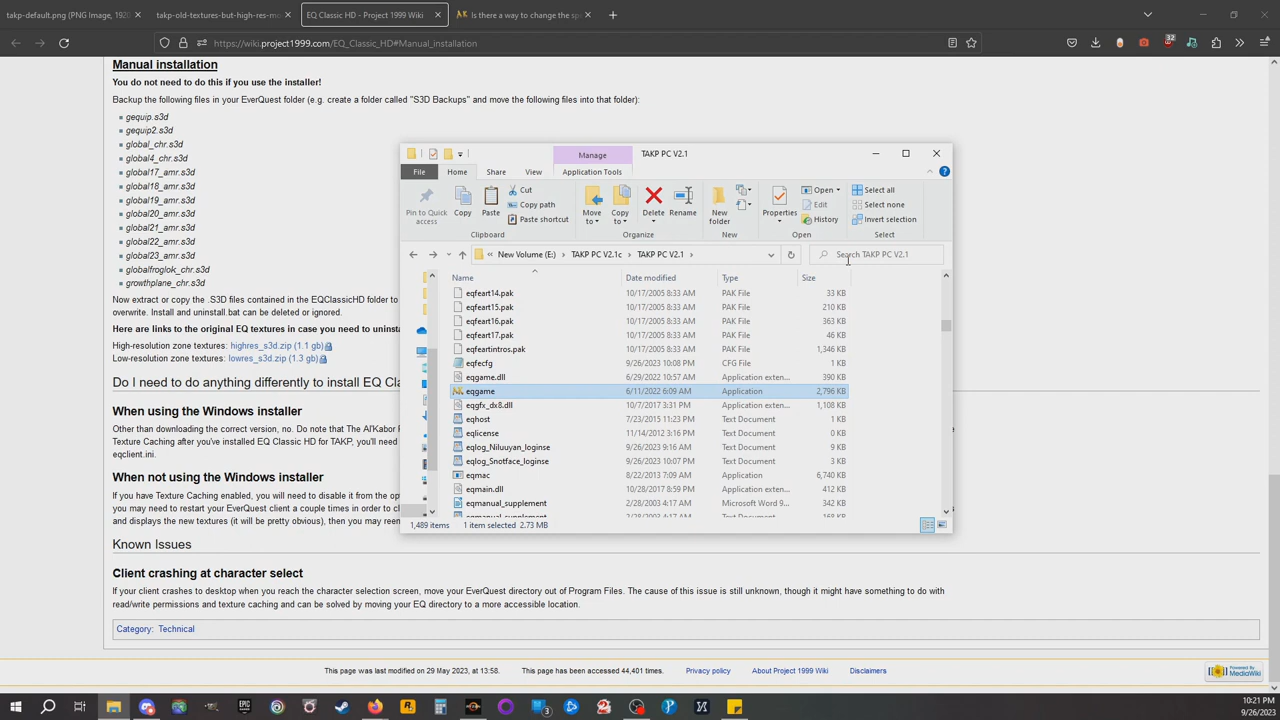 takp-default.png (PNG Image, 1920
takp-old-textures-but-high-res-m
EQ Classic HD - Project 1999 Wiki
Is there a way to change the sp
https://wiki.project1999.com/EQ_Classic_HD#Manual_installation
32
Manual installation
You do not need to do this if you use the installer!
Backup the following files in your EverQuest folder (e.g. create a folder called "S3D Backups" and move the following files into that folder):
gequip.s3d
gequip2.s3d
global_chr.s3d
global4_chr.s3d
global17_amr.s3d
global18_amr.s3d
global19_amr.s3d
global20_amr.s3d
global21_amr.s3d
global22_amr.s3d
global23_amr.s3d
globalfroglok_chr.s3d
growthplane_chr.s3d
Now extract or copy the .S3D files contained in the EQClassicHD folder to
overwrite. Install and uninstall.bat can be deleted or ignored.
Here are links to the original EQ textures in case you need to uninsta
High-resolution zone textures: highres_s3d.zip (1.1 gb)
Low-resolution zone textures: lowres_s3d.zip (1.3 gb)
Do I need to do anything differently to install EQ Cla
When using the Windows installer
Other than downloading the correct version, no. Do note that The Al'Kabor
Texture Caching after you've installed EQ Classic HD for TAKP, you'll need
eqclient.ini.
When not using the Windows installer
If you have Texture Caching enabled, you will need to disable it from the opt
you may need to restart your EverQuest client a couple times in order to cl
and displays the new textures (it will be pretty obvious), then you may reen
Known Issues
Client crashing at character select
If your client crashes to desktop when you reach the character selection screen, move your EverQuest directory out of Program Files. The cause of this issue is still unknown, though it might have something to do with
read/write permissions and texture caching and can be solved by moving your EQ directory to a more accessible location.
Category: Technical
This page was last modified on 29 May 2023, at 13:58.
This page has been accessed 44,401 times.
Privacy policy
About Project 1999 Wiki
Disclaimers
Powered By
MediaWiki
Manage
TAKP PC V2.1
File
Home
Share
View
Application Tools
Pin to Quick
access
Copy
Paste
Cut
Copy path
Paste shortcut
Clipboard
Move
to
Copy
to
Delete
Rename
Organize
New
folder
New
Properties
Open
Edit
History
Open
Select all
Select none
Invert selection
Select
« New Volume (E:) > TAKP PC V2.1c > TAKP PC V2.1 >
Search TAKP PC V2.1
Name Date modified Type Size
eqfeart14.pak 10/17/2005 8:33 AM PAK File 33 KB
eqfeart15.pak 10/17/2005 8:33 AM PAK File 210 KB
eqfeart16.pak 10/17/2005 8:33 AM PAK File 363 KB
eqfeart17.pak 10/17/2005 8:33 AM PAK File 46 KB
eqfeartintros.pak 10/17/2005 8:33 AM PAK File 1,346 KB
eqfecfg 9/26/2023 10:08 PM CFG File 1 KB
eqgame.dll 6/29/2022 10:57 AM Application exten... 390 KB
eqgame 6/11/2022 6:09 AM Application 2,796 KB
eqgfx_dx8.dll 10/7/2017 3:31 PM Application exten... 1,108 KB
eqhost 7/23/2015 11:23 PM Text Document 1 KB
eqlicense 11/14/2012 3:16 PM Text Document 0 KB
eqlog_Niluuyan_loginse 9/26/2023 9:16 AM Text Document 9 KB
eqlog_Snotface_loginse 9/26/2023 10:07 PM Text Document 3 KB
eqmac 8/22/2013 7:09 AM Application 6,740 KB
eqmain.dll 10/28/2017 8:59 PM Application exten... 412 KB
eqmanual_supplement 2/28/2003 4:17 AM Microsoft Word 9... 342 KB
eqmanual_supplement 2/28/2003 4:17 AM Text Document 168 KB
1,489 items 1 item selected 2.73 MB
10:21 PM
9/26/2023